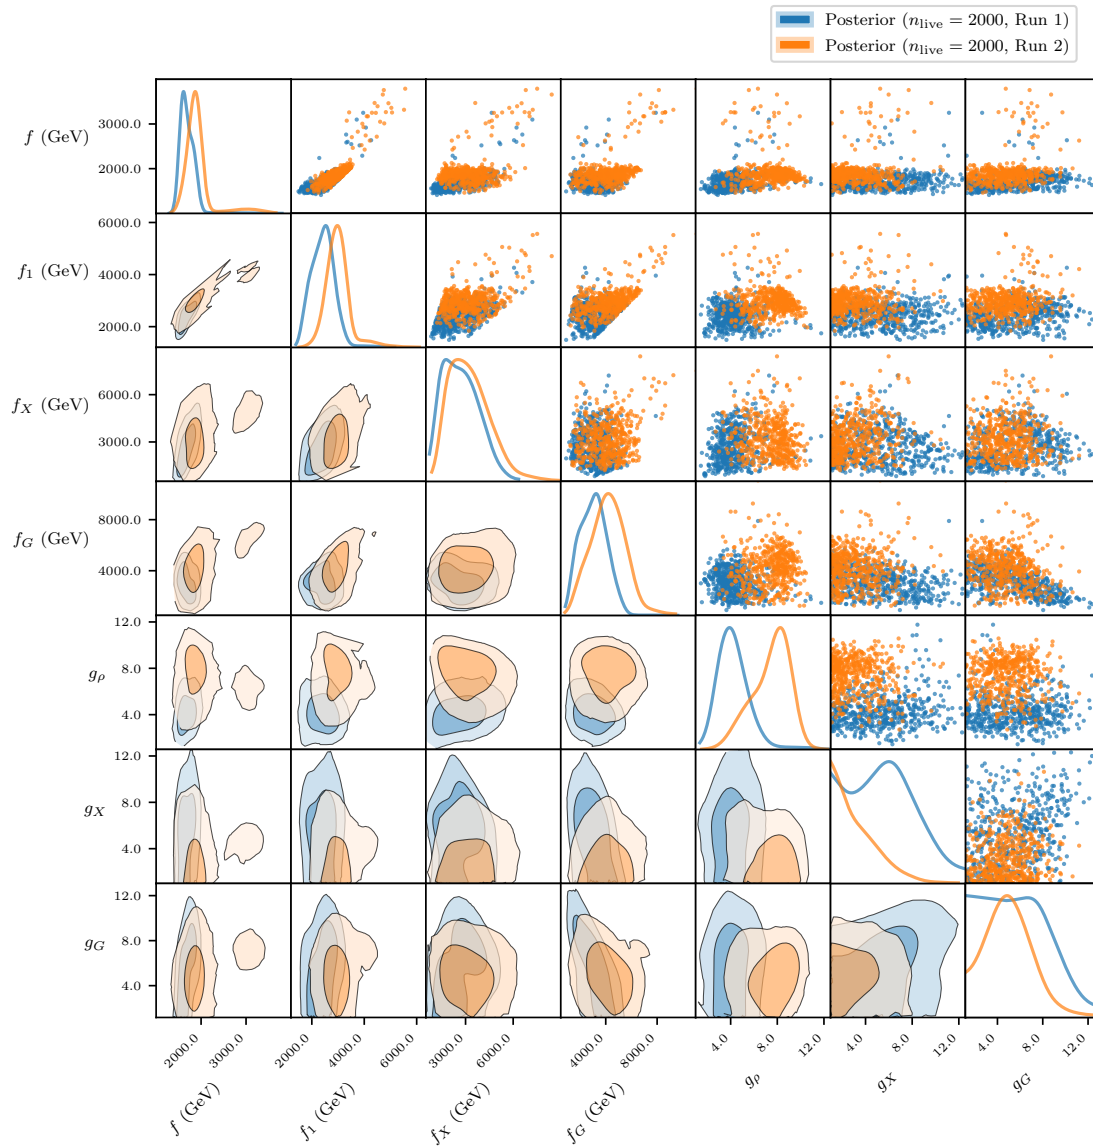 Posterior (n_live = 2000, Run 1)
Posterior (n_live = 2000, Run 2)
f (GeV)
3000.0
2000.0
f_1 (GeV)
6000.0
4000.0
2000.0
f_X (GeV)
6000.0
3000.0
f_G (GeV)
8000.0
4000.0
g_ρ
12.0
8.0
4.0
g_X
12.0
8.0
4.0
g_G
12.0
8.0
4.0
2000.0 3000.0 2000.0 4000.0 6000.0 3000.0 6000.0 4000.0 8000.0 4.0 8.0 12.0 4.0 8.0 12.0 4.0 8.0 12.0
f (GeV) f_1 (GeV) f_X (GeV) f_G (GeV) g_ρ g_X g_G